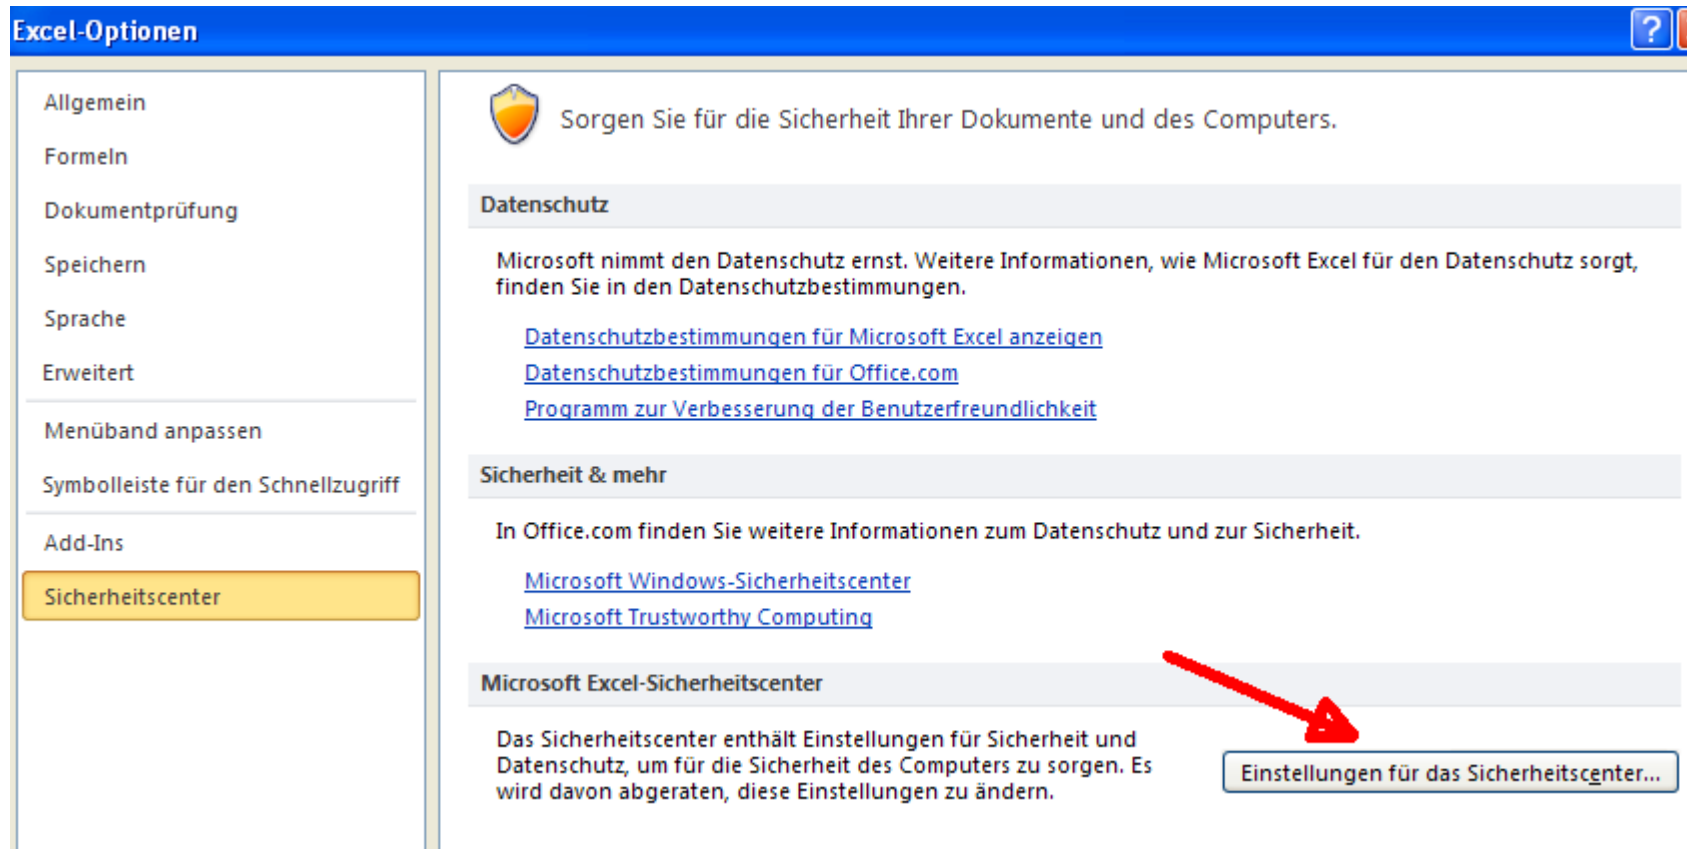 Excel-Optionen
?
Allgemein
Formeln
Dokumentprüfung
Speichern
Sprache
Erweitert
Menüband anpassen
Symbolleiste für den Schnellzugriff
Add-Ins
Sicherheitscenter
Sorgen Sie für die Sicherheit Ihrer Dokumente und des Computers.
Datenschutz
Microsoft nimmt den Datenschutz ernst. Weitere Informationen, wie Microsoft Excel für den Datenschutz sorgt,
finden Sie in den Datenschutzbestimmungen.
Datenschutzbestimmungen für Microsoft Excel anzeigen
Datenschutzbestimmungen für Office.com
Programm zur Verbesserung der Benutzerfreundlichkeit
Sicherheit & mehr
In Office.com finden Sie weitere Informationen zum Datenschutz und zur Sicherheit.
Microsoft Windows-Sicherheitscenter
Microsoft Trustworthy Computing
Microsoft Excel-Sicherheitscenter
Das Sicherheitscenter enthält Einstellungen für Sicherheit und
Datenschutz, um für die Sicherheit des Computers zu sorgen. Es
wird davon abgeraten, diese Einstellungen zu ändern.
Einstellungen für das Sicherheitscenter...